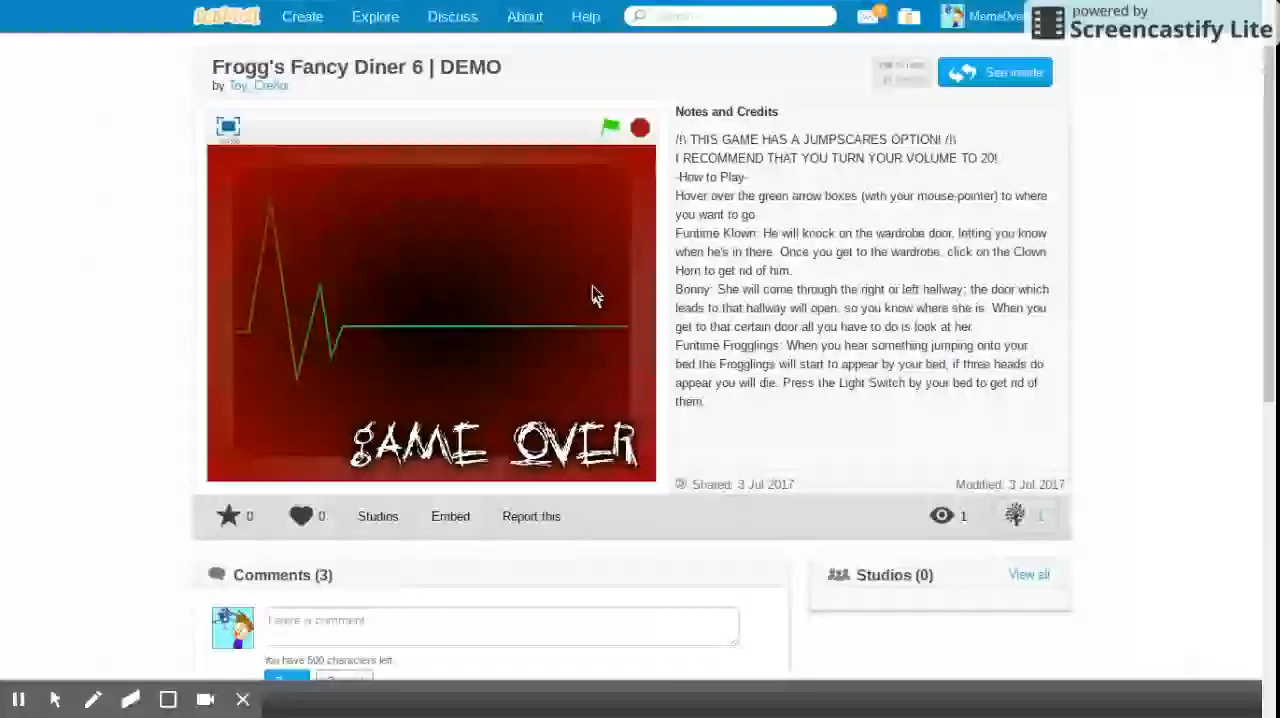 powered by
Screencastify Lite
SCRATCH Create Explore Discuss About Help Search
Frogg's Fancy Diner 6 | DEMO
by
See inside
Notes and Credits
/!\ THIS GAME HAS A JUMPSCARES OPTION! /!\
I RECOMMEND THAT YOU TURN YOUR VOLUME TO 20!
-How to Play-
Hover over the green arrow boxes (with your mouse-pointer) to where
you want to go.
Funtime Klown: He will knock on the wardrobe door, letting you know
when he's in there. Once you get to the wardrobe, click on the Clown
Horn to get rid of him.
Bonny: She will come through the right or left hallway; the door which
leads to that hallway will open, so you know where she is. When you
get to that certain door all you have to do is look at her.
Funtime Frogglings: When you hear something jumping onto your
bed the Frogglings will start to appear by your bed, if three heads do
appear you will die. Press the Light Switch by your bed to get rid of
them.
GAME OVER
Shared: 3 Jul 2017 Modified: 3 Jul 2017
0 0 Studios Embed Report this 1 1
Comments (3)
Studios (0) View all
Leave a comment
You have 500 characters left.